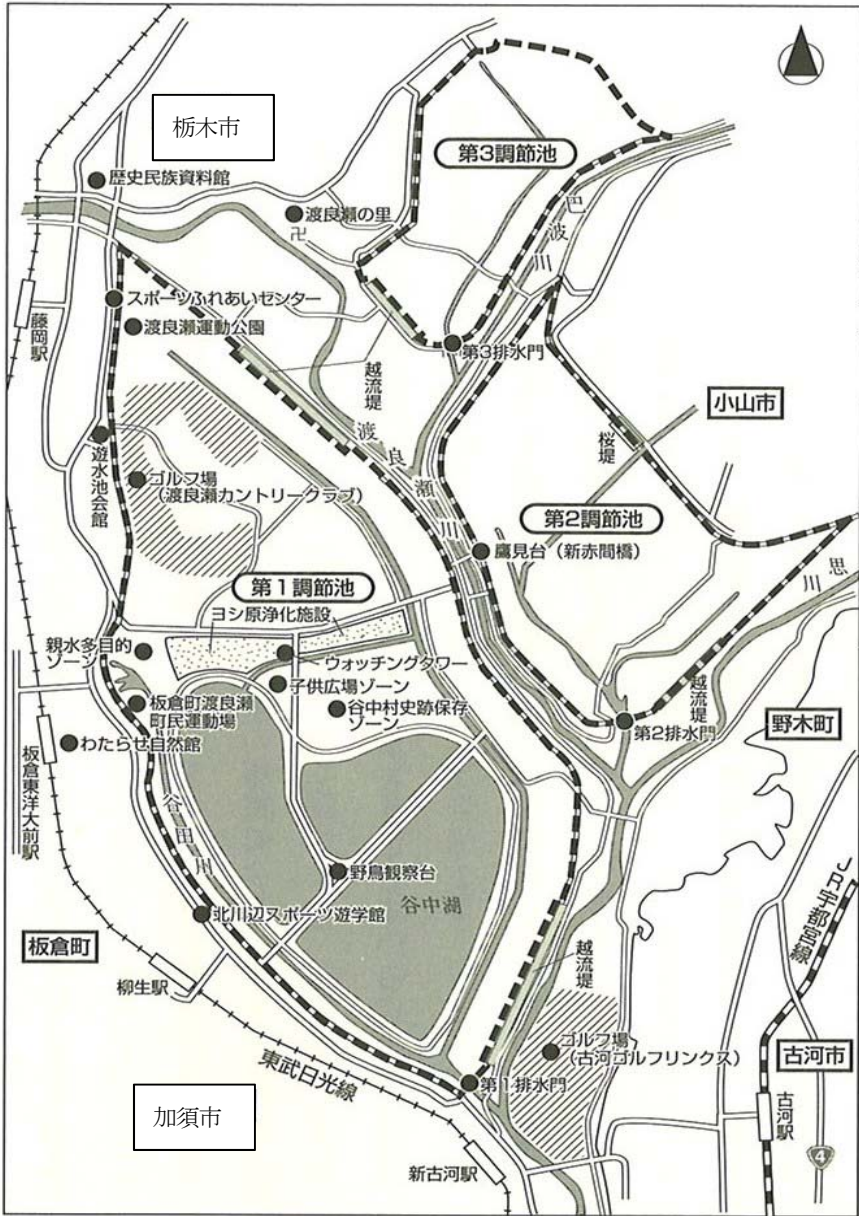 栃木市
第3調節池
歴史民族資料館
渡良瀬の里
卍
巴波川
スポーツふれあいセンター
藤岡駅
渡良瀬運動公園
越流堤
第3排水門
小山市
渡良瀬川
桜堤
遊水池会館
ゴルフ場
(渡良瀬カントリークラブ)
第2調節池
鷹見台(新赤間橋)
思川
第1調節池
ヨシ原浄化施設
親水多目的
ゾーン
ウォッチングタワー
子供広場ゾーン
板倉町渡良瀬
町民運動場
谷中村史跡保存
ゾーン
越流堤
第2排水門
野木町
わたらせ自然館
板倉東洋大前駅
谷田川
野鳥観察台
谷中湖
北川辺スポーツ遊学館
JR宇都宮線
板倉町
越流堤
柳生駅
ゴルフ場
(古河ゴルフリンクス)
古河市
東武日光線
第1排水門
加須市
古河駅
4
新古河駅